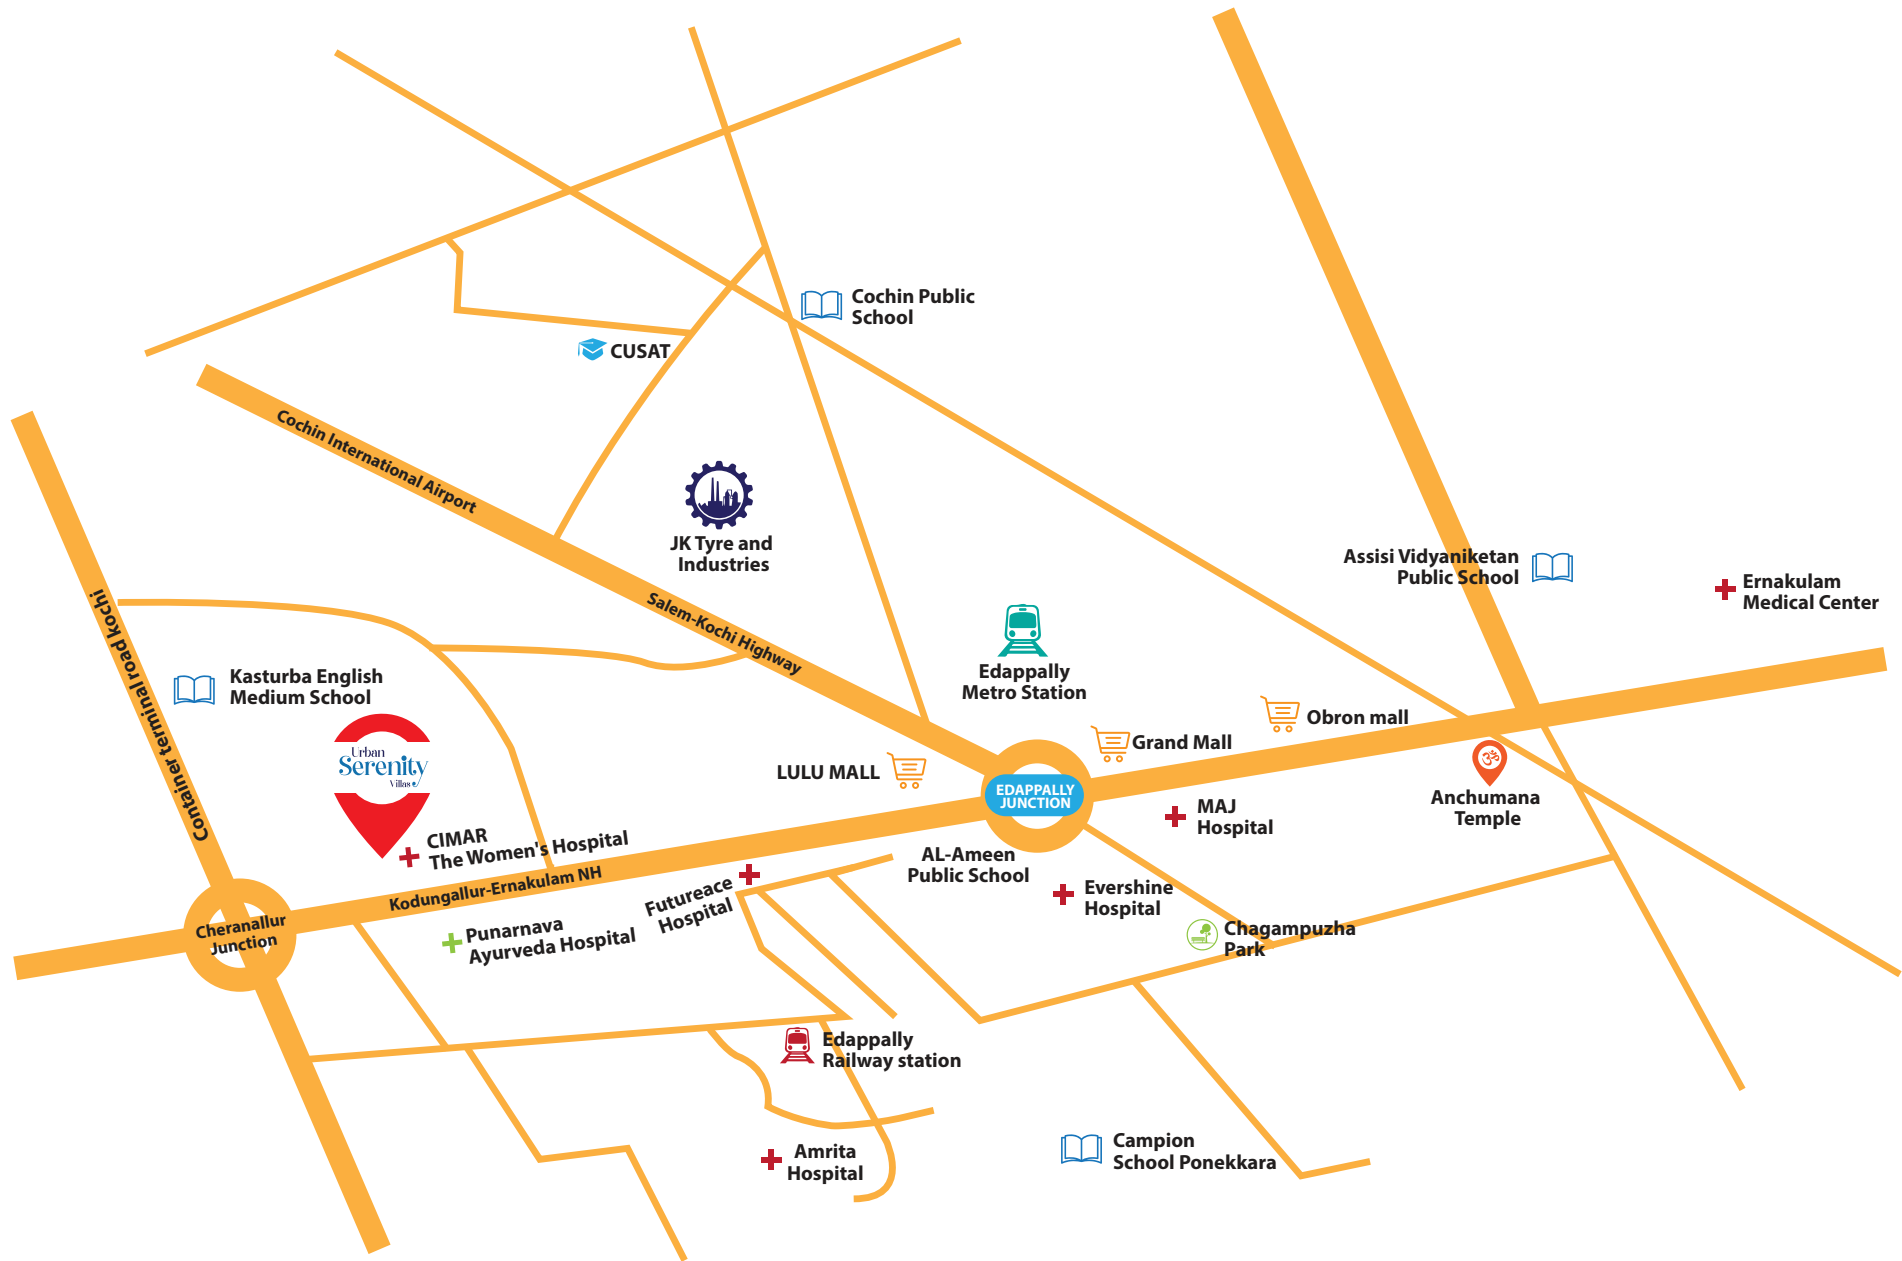 Cochin Public
School
CUSAT
Cochin International Airport
JK Tyre and
Industries
Salem-Kochi Highway
Assisi Vidyaniketan
Public School
Ernakulam
Medical Center
Container terminal road kochi
Edappally
Metro Station
Kasturba English
Medium School
Obron mall
Grand Mall
Urban
Serenity
Villas
LULU MALL
EDAPPALLY
JUNCTION
Anchumana
Temple
MAJ
Hospital
CIMAR
The Women's Hospital
AL-Ameen
Public School
Kodungallur-Ernakulam NH
Futureace
Hospital
Evershine
Hospital
Cheranallur
Junction
Punarnava
Ayurveda Hospital
Chagampuzha
Park
Edappally
Railway station
Amrita
Hospital
Campion
School Ponekkara